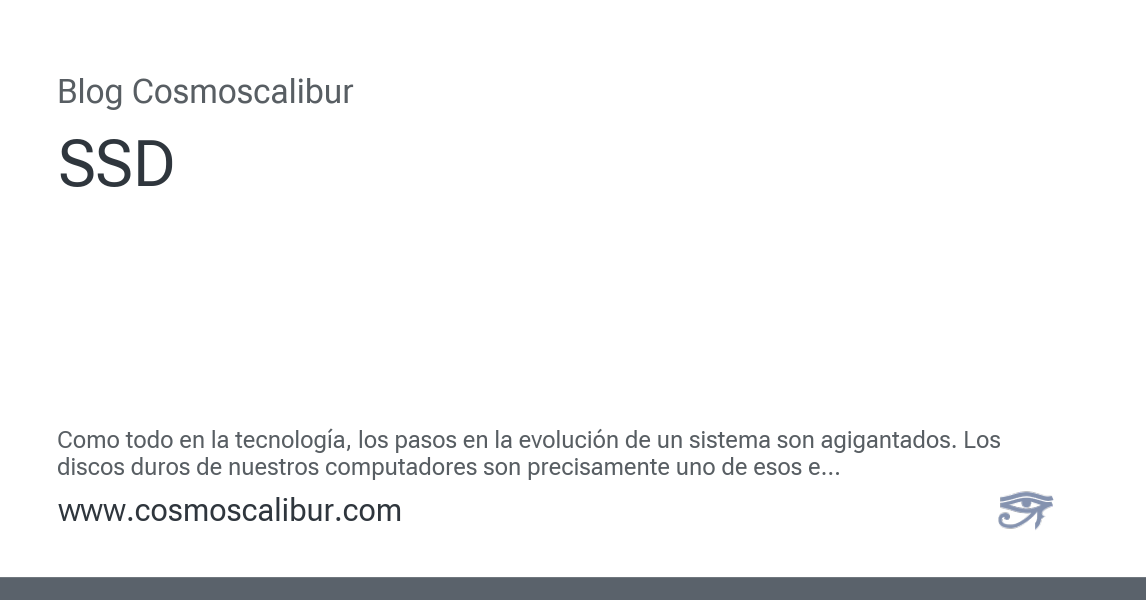 Blog Cosmoscalibur
SSD
Como todo en la tecnología, los pasos en la evolución de un sistema son agigantados. Los
discos duros de nuestros computadores son precisamente uno de esos e...
www.cosmoscalibur.com